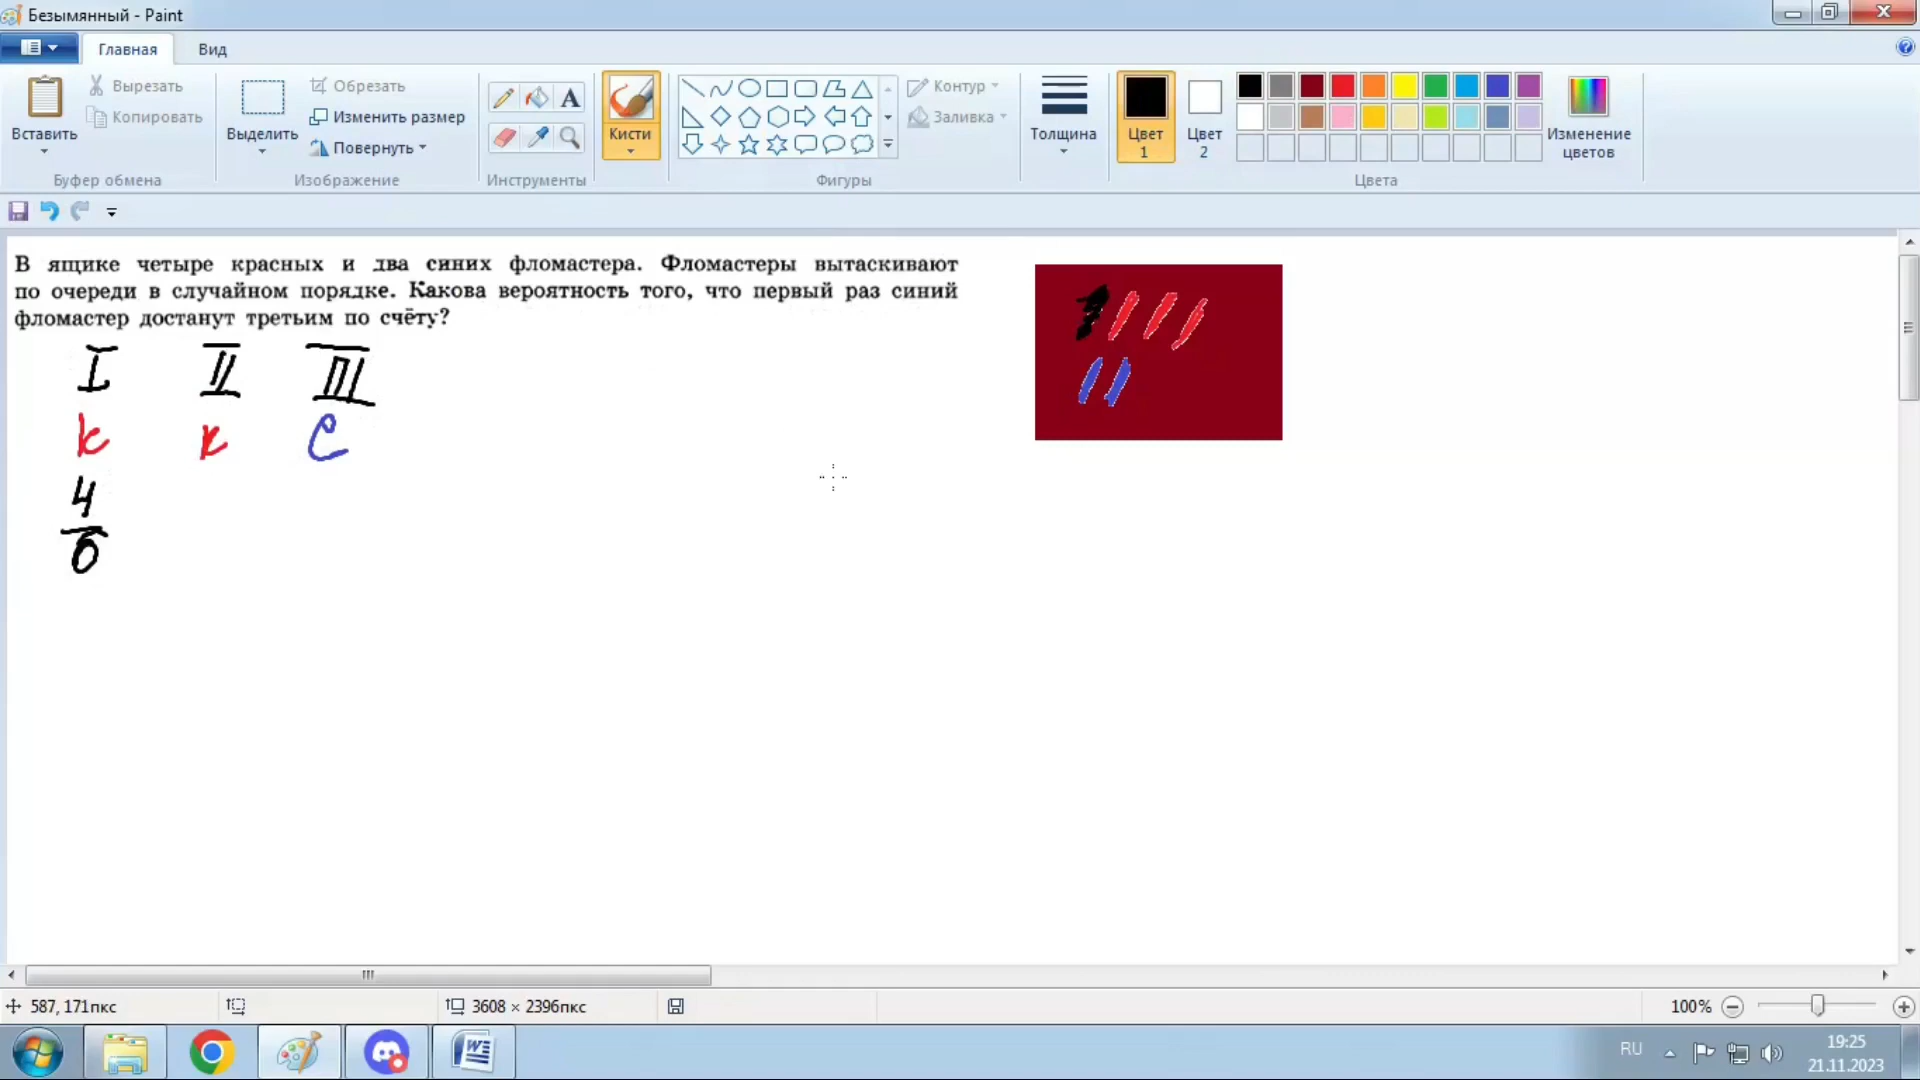 Безымянный - Paint
Главная
Вид
Вставить
Вырезать
Копировать
Буфер обмена
Выделить
Обрезать
Изменить размер
Повернуть
Изображение
A
Инструменты
Кисти
Фигуры
Контур
Заливка
Толщина
Цвет 1
Цвет 2
Изменение цветов
Цвета
В ящике четыре красных и два синих фломастера. Фломастеры вытаскивают
по очереди в случайном порядке. Какова вероятность того, что первый раз синий
фломастер достанут третьим по счёту?
I II III
к к с
4
6
587, 171пкс
3608 × 2396пкс
100%
RU
19:25
21.11.2023